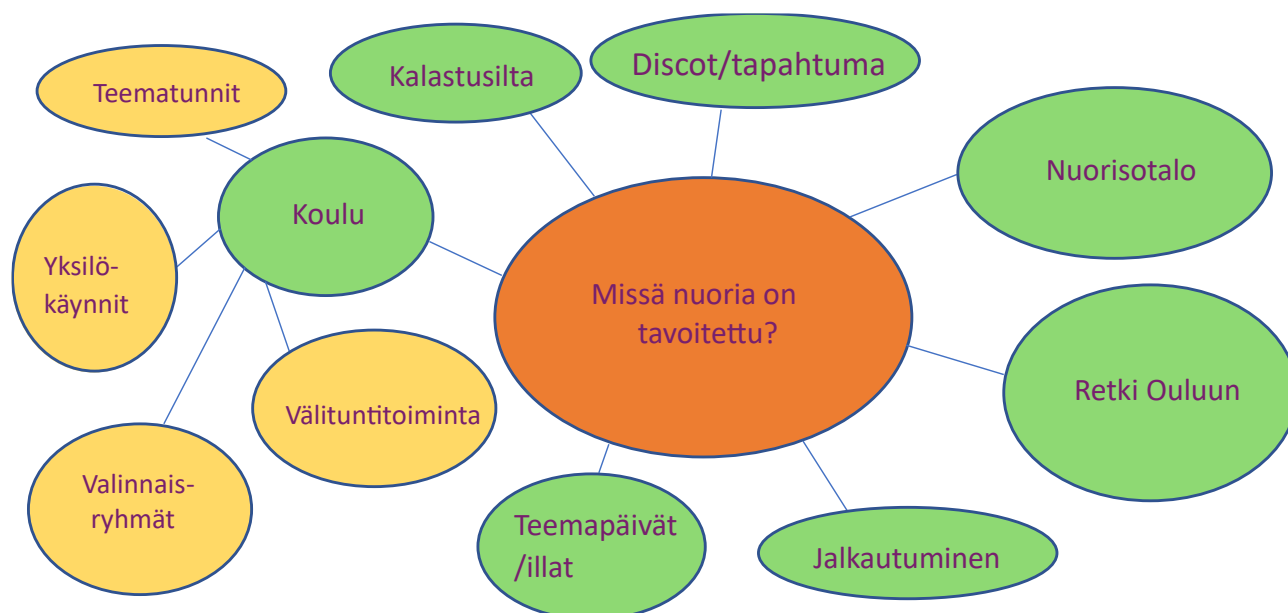 Teematunnit
Kalastusilta
Discot/tapahtuma
Koulu
Nuorisotalo
Yksilö-
käynnit
Missä nuoria on
tavoitettu?
Retki Ouluun
Välituntitoiminta
Valinnais-
ryhmät
Teemapäivät
/illat
Jalkautuminen